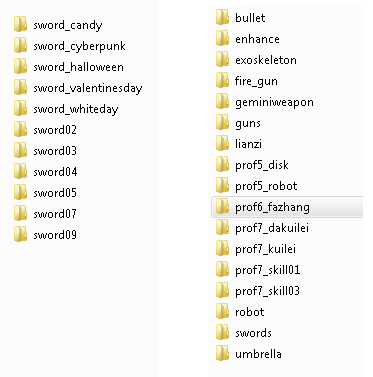 sword_candy
sword_cyberpunk
sword_halloween
sword_valentinesday
sword_whiteday
sword02
sword03
sword04
sword05
sword07
sword09
bullet
enhance
exoskeleton
fire_gun
geminiweapon
guns
lianzi
prof5_disk
prof5_robot
prof6_fazhang
prof7_dakuilei
prof7_kuilei
prof7_skill01
prof7_skill03
robot
swords
umbrella